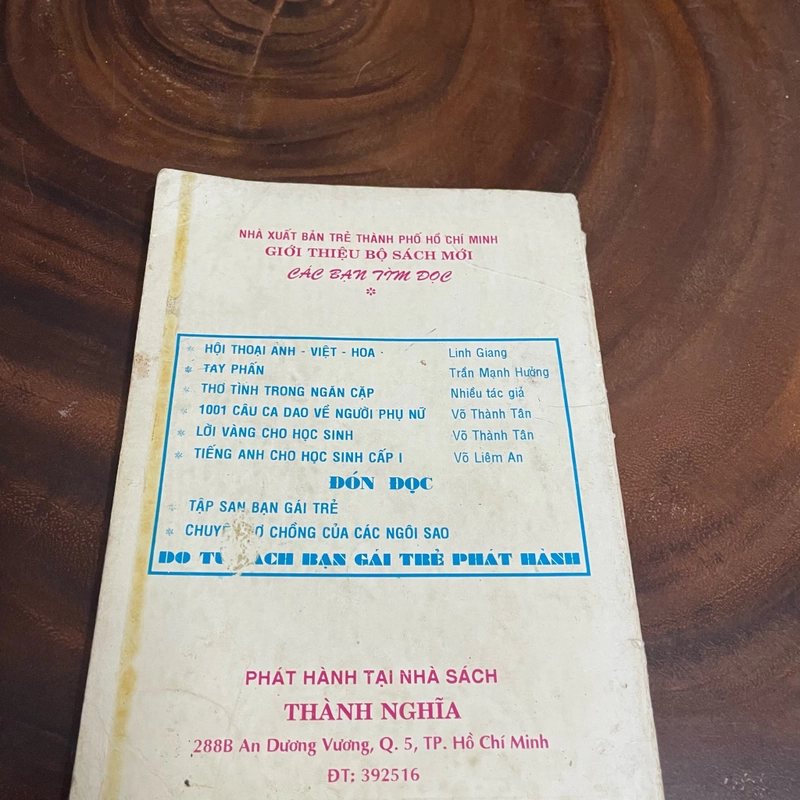 NHÀ XUẤT BẢN TRẺ THÀNH PHỐ HỒ CHÍ MINH
GIỚI THIỆU BỘ SÁCH MỚI
CÁC BẠN TÌM ĐỌC
*
* HỘI THOẠI ANH - VIỆT - HOA - Linh Giang
* TAY PHẤN Trần Mạnh Hưởng
* THƠ TÌNH TRONG NGĂN CẶP Nhiều tác giả
* 1001 CÂU CA DAO VỀ NGƯỜI PHỤ NỮ Võ Thành Tân
* LỜI VÀNG CHO HỌC SINH Võ Thành Tân
* TIẾNG ANH CHO HỌC SINH CẤP I Võ Liêm An
ĐÓN ĐỌC
* TẬP SAN BẠN GÁI TRẺ
* CHỒNG CỦA CÁC NGÔI SAO
DO BẠN GÁI TRẺ PHÁT HÀNH
PHÁT HÀNH TẠI NHÀ SÁCH
THÀNH NGHĨA
288B An Dương Vương, Q. 5, TP. Hồ Chí Minh
ĐT: 392516